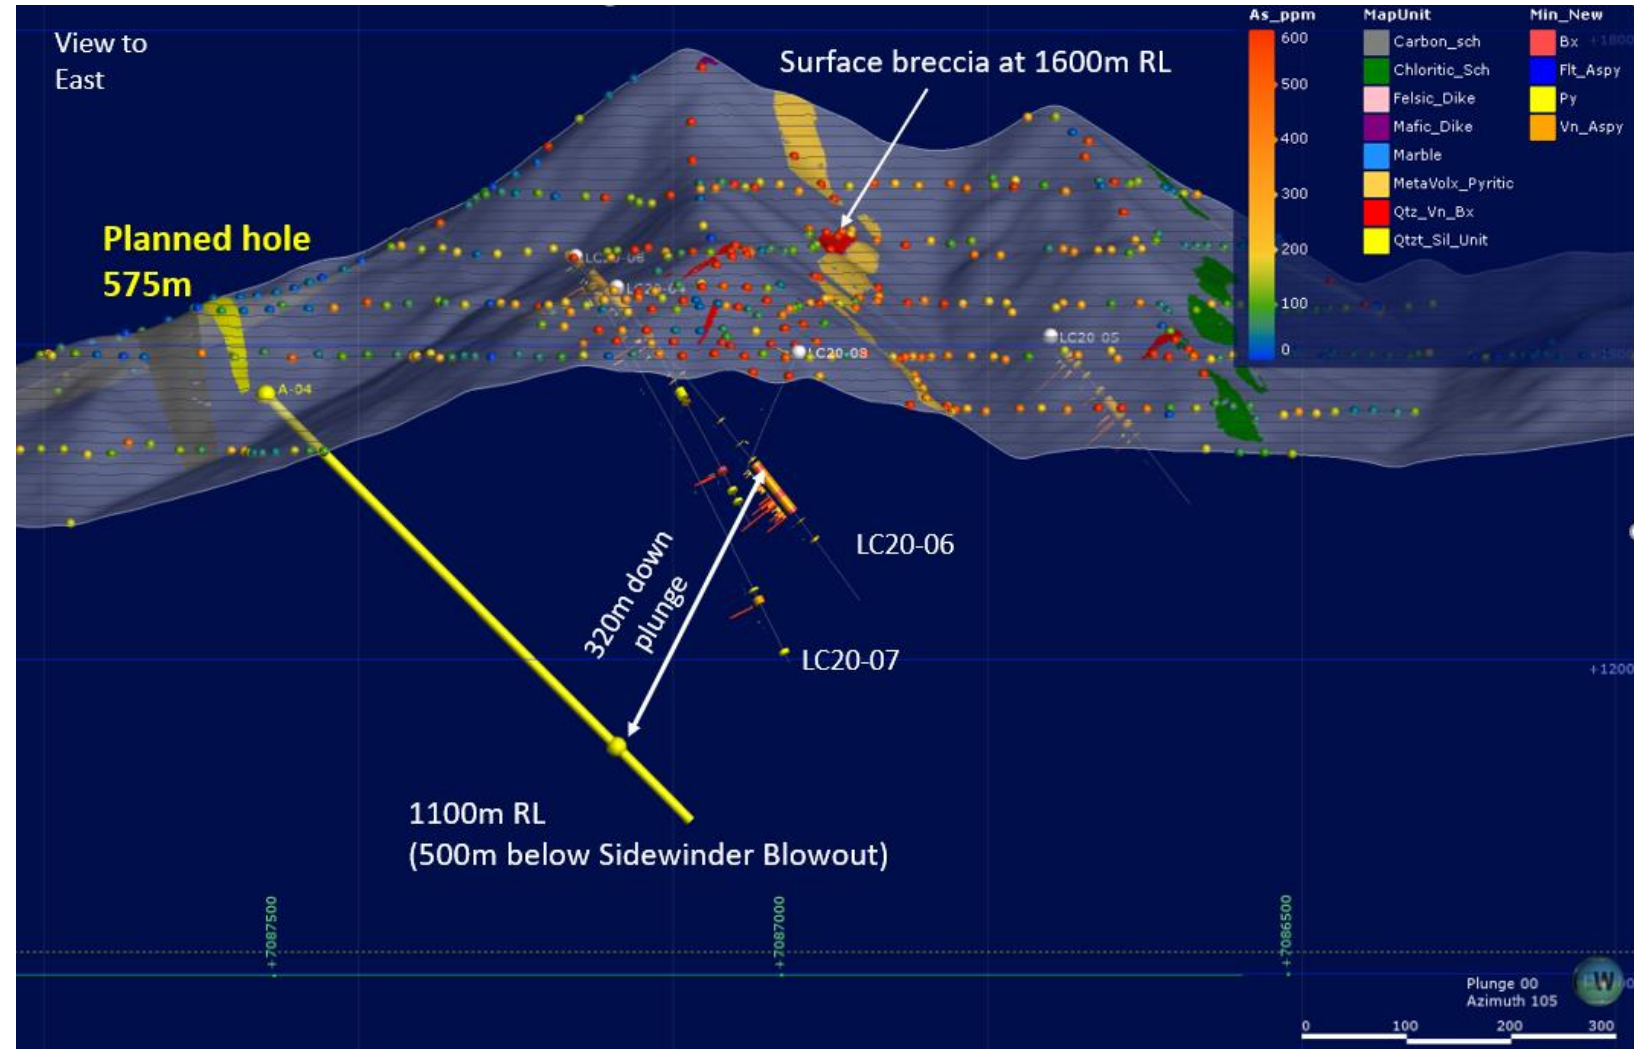 View to
East
Surface breccia at 1600m RL
As_ppm
600
500
400
300
200
100
0
MapUnit
Carbon_sch
Chloritic_Sch
Felsic_Dike
Mafic_Dike
Marble
MetaVolx_Pyritic
Qtz_Vn_Bx
Qtzt_Sil_Unit
Min_New
Bx
Flt_Aspy
Py
Vn_Aspy
+1800
Planned hole
575m
A-04
LC20-08
LC20-05
+1500
LC20-06
320m down
plunge
LC20-07
+1200
1100m RL
(500m below Sidewinder Blowout)
+7087500
+7087000
+7086500
Plunge 00
Azimuth 105
W
0 100 200 300